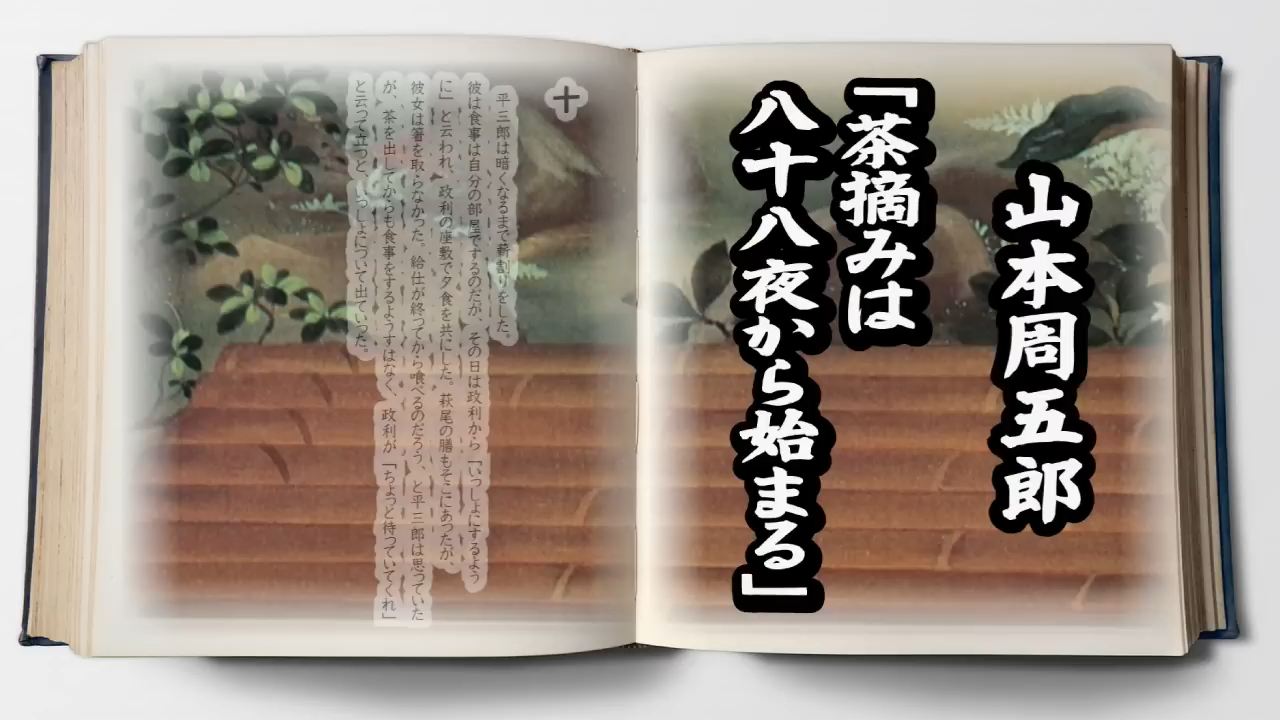 山本周五郎
「茶摘みは
八十八夜から始まる」
十
平三郎は暗くなるまで薪割りをした。
彼は食事は自分の部屋でするのだが、その日は政利から「いっしょにするよう
に」と云われ、政利の座敷で夕食を共にした。萩尾の膳もそこにあったが、
彼女は箸を取らなかった。給仕が終ってから喰べるのだろう、と平三郎は思っていた
が、茶を出してからも食事をするようすはなく、政利が「ちょっと待っていてくれ」
と云って立つと、いっしょについて出ていった。